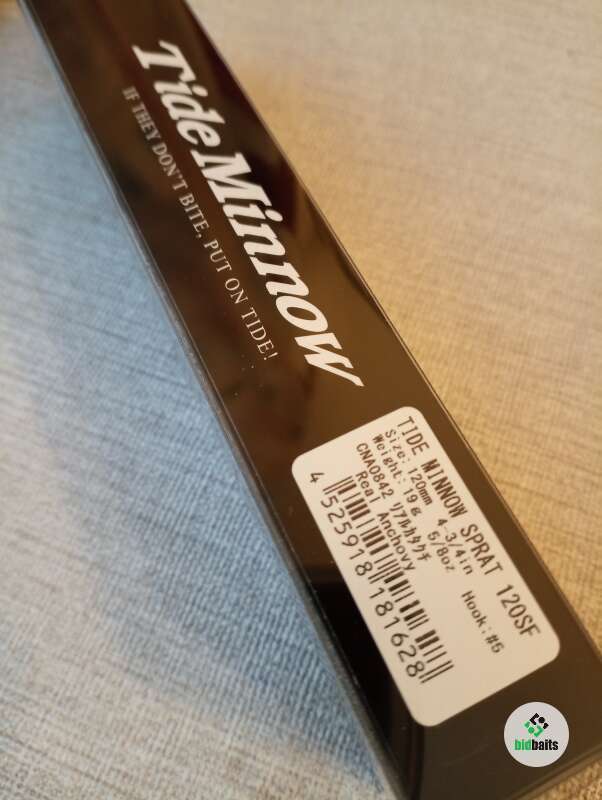 Tide Minnow
IF THEY DON'T BITE, PUT ON TIDE!
TIDE MINNOW SPRAT 120SF
Size: 120mm 4-3/4in Hook: #5
Weight: 19g 5/8oz
CNA0842 リアルカタクチ
Real Anchovy
4 525918 181628
bidbaits